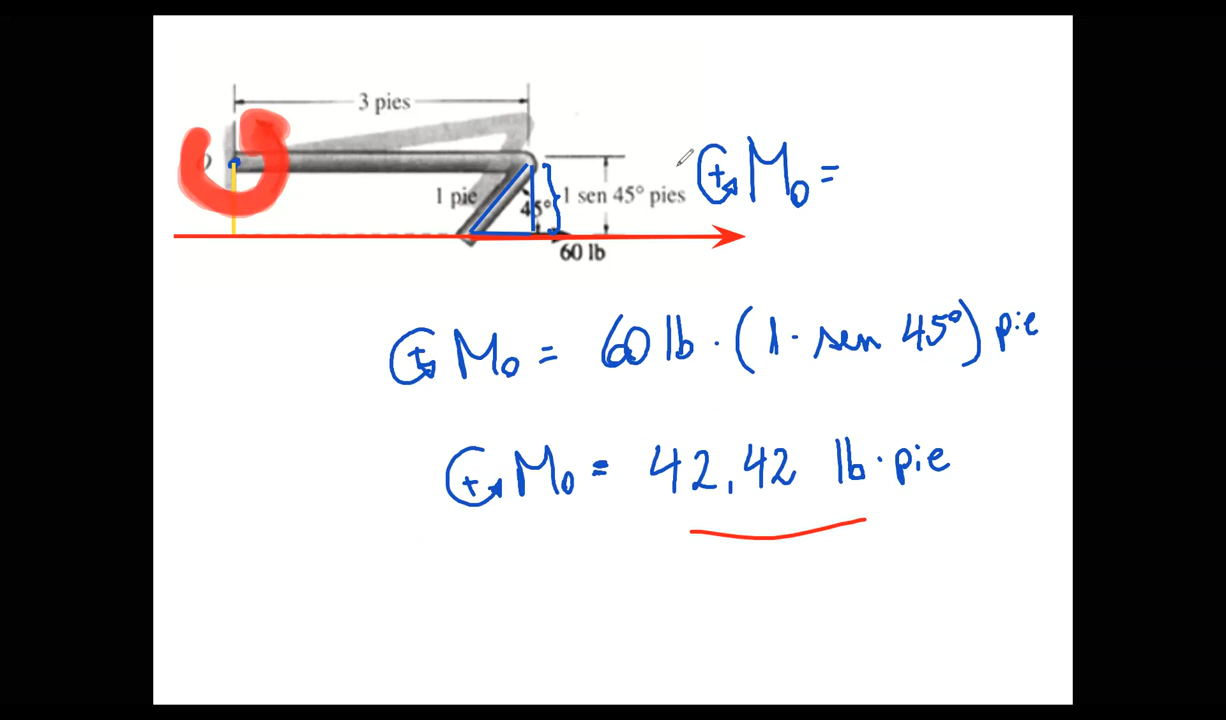 3 pies
O
1 pie
45°
1 sen 45° pies
60 lb
+ M₀ =
+ M₀ = 60 lb · (1 · sen 45°) pie
+ M₀ = 42,42 lb · pie